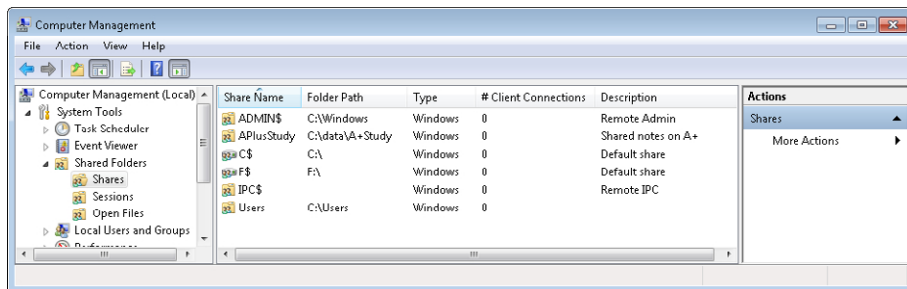 Computer Management
File Action View Help
Computer Management (Local)
System Tools
Task Scheduler
Event Viewer
Shared Folders
Shares
Sessions
Open Files
Local Users and Groups
Share Name Folder Path Type # Client Connections Description
ADMIN$ C:\Windows Windows 0 Remote Admin
APlusStudy C:\data\A+Study Windows 0 Shared notes on A+
C$ C:\ Windows 0 Default share
F$ F:\ Windows 0 Default share
IPC$ Windows 0 Remote IPC
Users C:\Users Windows 0
Actions
Shares
More Actions